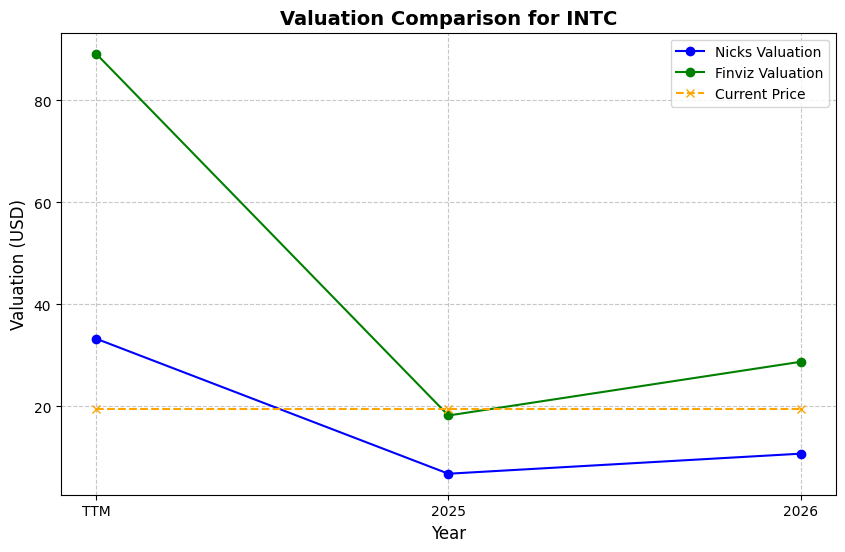 Valuation Comparison for INTC
Nicks Valuation
Finviz Valuation
Current Price
Valuation (USD)
80
60
40
20
TTM
2025
2026
Year